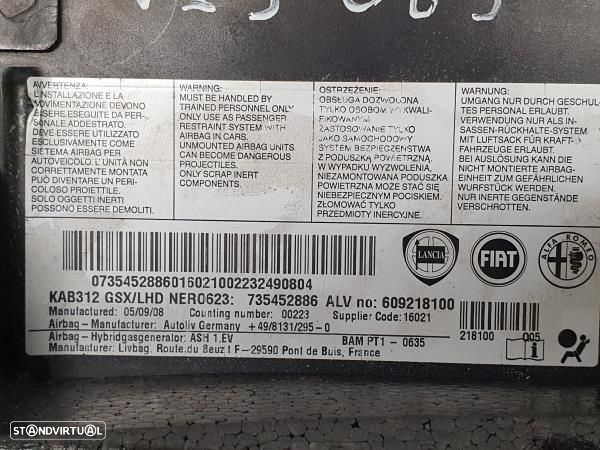 AVVERTENZA:
L'INSTALLAZIONE E LA
MOVIMENTAZIONE DEVONO
ESSERE ESEGUITE DA PER-
SONALE ADDESTRATO.
DEVE ESSERE UTILIZZATO
ESCLUSIVAMENTE COME
SISTEMA AIRBAG PER
AUTOVEICOLO. L'UNITÀ NON
CORRETTAMENTE MONTATA
PUÒ DIVENTARE UN PERI-
COLOSO PROIETTILE.
SOLO OGGETTI INERTI
POSSONO ESSERE DEMOLITI.
WARNING:
MUST BE HANDLED BY
TRAINED PERSONNEL ONLY
ONLY USE AS PASSENGER
RESTRAINT SYSTEM WITH
AIRBAG IN CARS.
UNMOUNTED AIRBAG UNITS
CAN BECOME DANGEROUS
PROJECTILES.
ONLY SCRAP INERT
COMPONENTS.
OSTRZEŻENIE:
OBSŁUGA DOZWOLONA
TYLKO OSOBOM WYKWALI-
FIKOWANYM.
ZASTOSOWANIE TYLKO
JAKO SAMOCHODOWY
SYSTEM BEZPIECZEŃSTWA
Z PODUSZKĄ POWIETRZNĄ.
W WYPADKU WYRZUCENIA,
NIEZAMONTOWANA PODUSZKA
POWIETRZNA MOŻE STAĆ SIĘ
NIEBEZPIECZNYM POCISKIEM.
ZŁOMOWAĆ TYLKO
PRZEDMIOTY INERCYJNE.
WARNUNG:
UMGANG NUR DURCH GESCHUL-
TES PERSONAL ERLAUBT.
VERWENDUNG NUR ALS IN-
SASSEN-RÜCKHALTE-SYSTEM
MIT LUFTSACK FÜR KRAFT-
FAHRZEUGE ERLAUBT.
BEI AUSLÖSUNG KANN DIE
NICHT MONTIERTE AIRBAG-
EINHEIT ZUM GEFÄHRLICHEN
WURFSTÜCK WERDEN.
NUR INERTE GEGENSTÄNDE
VERSCHROTTEN.
LANCIA
FIAT
ALFA ROMEO
0735452886016021002232490804
KAB312 GSX/LHD NERO623: 735452886 ALV no: 609218100
Manufactured: 05/09/08 Counting number: 00223 Supplier Code: 16021
Airbag - Manufacturer: Autoliv Germany +49/8131/295-0
218100 Q05
Airbag - Hybridgasgenerator: ASH 1.EV BAM PT1 - 0635
Manufacturer: Livbag. Route.du Beuz 1 F-29590 Pont de Buis, France
STANDVIRTUAL